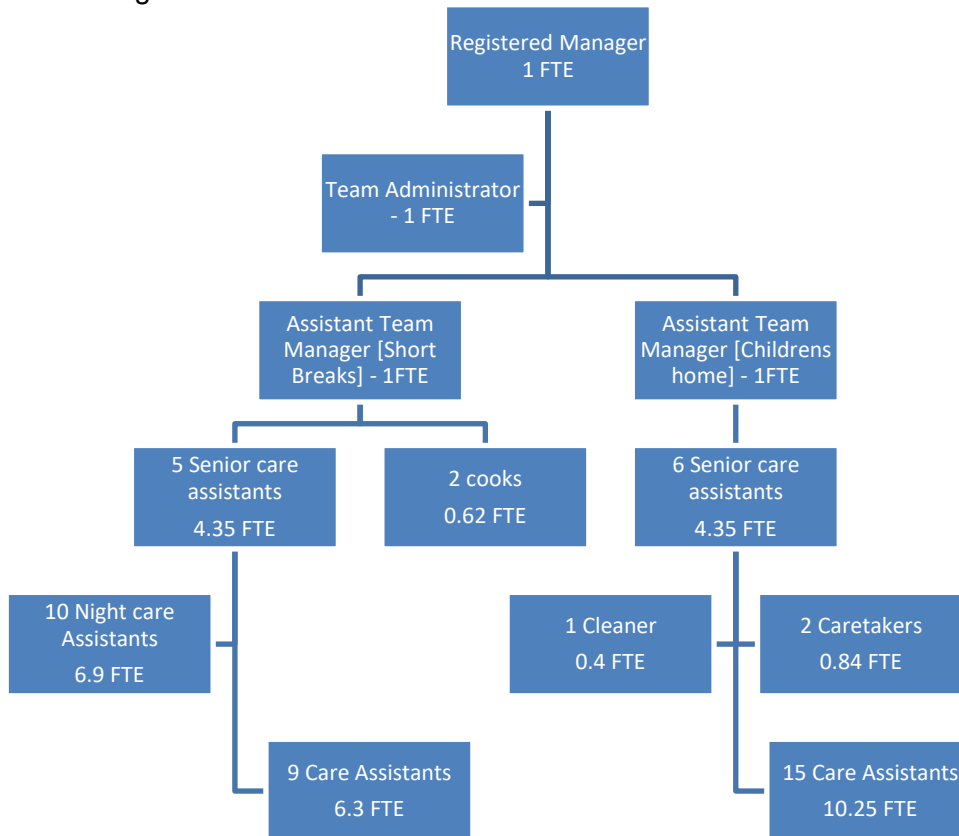 Registered Manager
1 FTE
Team Administrator
- 1 FTE
Assistant Team
Manager [Short
Breaks] - 1FTE
Assistant Team
Manager [Childrens
home] - 1FTE
5 Senior care
assistants
4.35 FTE
2 cooks
0.62 FTE
6 Senior care
assistants
4.35 FTE
10 Night care
Assistants
6.9 FTE
1 Cleaner
0.4 FTE
2 Caretakers
0.84 FTE
9 Care Assistants
6.3 FTE
15 Care Assistants
10.25 FTE